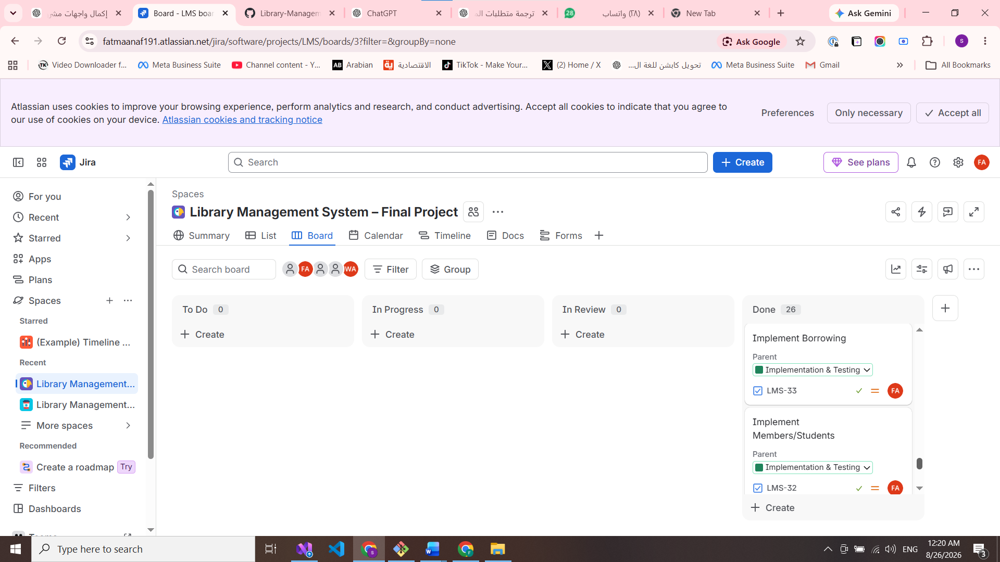 إكمال واجهات مشر
Board - LMS boar
Library-Managem
ChatGPT
ترجمة متطلبات الم
28
(٢٨) واتساب
New Tab
Ask Gemini
fatmaanaf191.atlassian.net/jira/software/projects/LMS/boards/3?filter=&groupBy=none
Ask Google
S
Video Downloader f...
Meta Business Suite
Channel content - Y...
AB Arabian
الاقتصادية
TikTok - Make Your...
(2) Home / X
تحويل كابشن للغة ال...
Meta Business Suite
Gmail
All Bookmarks
Atlassian uses cookies to improve your browsing experience, perform analytics and research, and conduct advertising. Accept all cookies to indicate that you agree to
our use of cookies on your device. Atlassian cookies and tracking notice
Preferences
Only necessary
Accept all
Jira
Search
Create
See plans
FA
For you
Recent
Starred
Apps
Plans
Spaces
Starred
(Example) Timeline ...
Recent
Library Management...
Library Management...
More spaces
Recommended
Create a roadmap
Try
Filters
Dashboards
Spaces
Library Management System – Final Project
Summary
List
Board
Calendar
Timeline
Docs
Forms
Search board
FA
WA
Filter
Group
To Do 0
Create
In Progress 0
Create
In Review 0
Create
Done 26
Implement Borrowing
Parent
Implementation & Testing
LMS-33
FA
Implement
Members/Students
Parent
Implementation & Testing
LMS-32
FA
Create
Type here to search
ENG
12:20 AM
8/26/2026
3